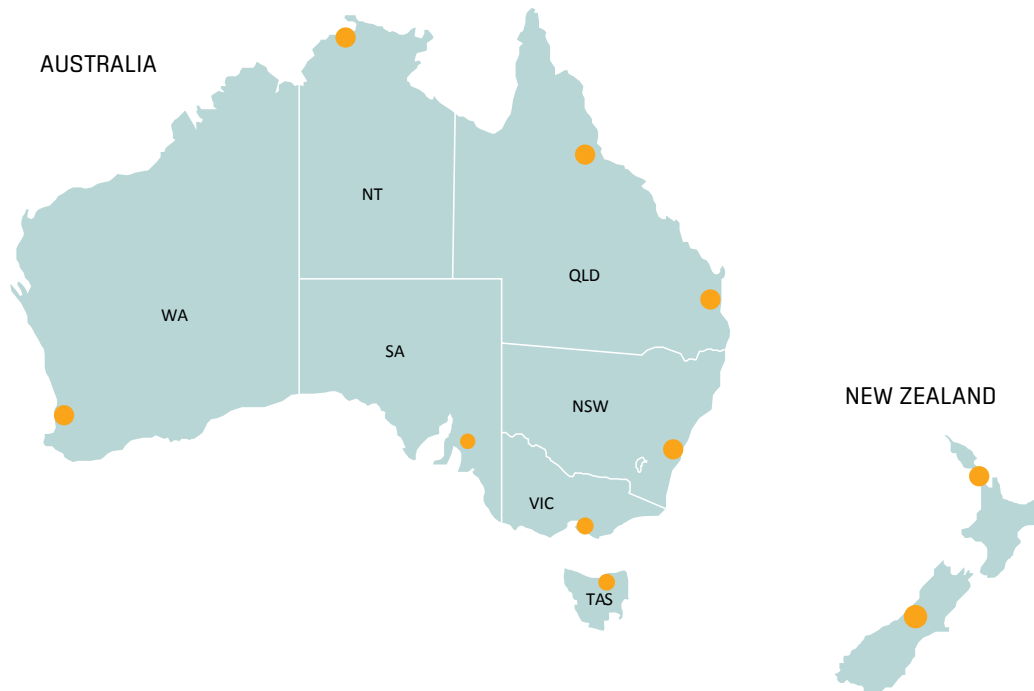 AUSTRALIA
NT
QLD
WA
SA
NEW ZEALAND
NSW
VIC
TAS